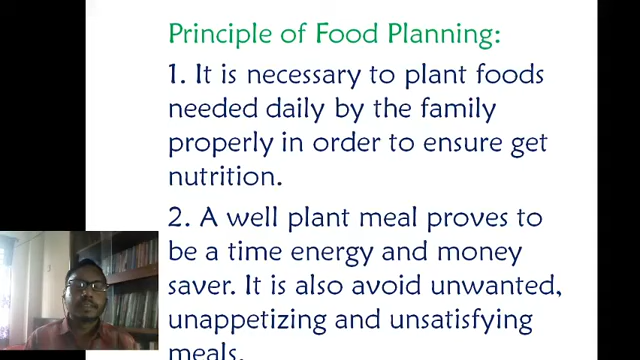 Principle of Food Planning:
1. It is necessary to plant foods
needed daily by the family
properly in order to ensure get
nutrition.
2. A well plant meal proves to
be a time energy and money
saver. It is also avoid unwanted,
unappetizing and unsatisfying
meals.